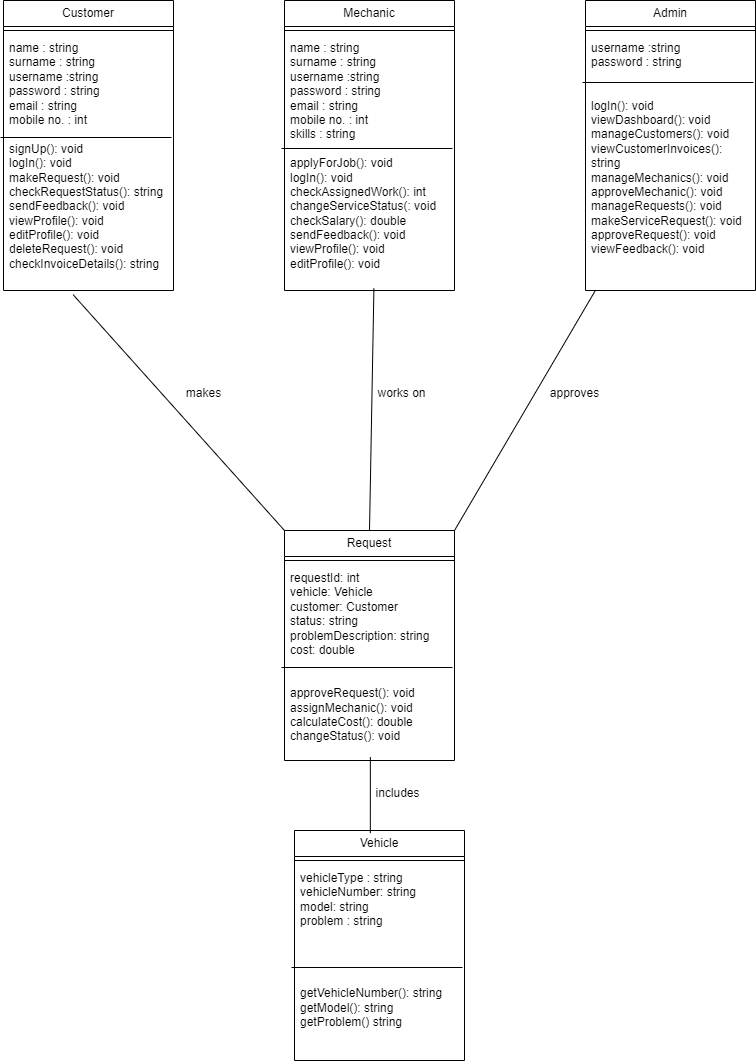 Customer
name : string
surname : string
username :string
password : string
email : string
mobile no. : int
signUp(): void
logIn(): void
makeRequest(): void
checkRequestStatus(): string
sendFeedback(): void
viewProfile(): void
editProfile(): void
deleteRequest(): void
checkInvoiceDetails(): string
Mechanic
name : string
surname : string
username :string
password : string
email : string
mobile no. : int
skills : string
applyForJob(): void
logIn(): void
checkAssignedWork(): int
changeServiceStatus(: void
checkSalary(): double
sendFeedback(): void
viewProfile(): void
editProfile(): void
Admin
username :string
password : string
logIn(): void
viewDashboard(): void
manageCustomers(): void
viewCustomerInvoices():
string
manageMechanics(): void
approveMechanic(): void
manageRequests(): void
makeServiceRequest(): void
approveRequest(): void
viewFeedback(): void
makes
works on
approves
Request
requestId: int
vehicle: Vehicle
customer: Customer
status: string
problemDescription: string
cost: double
approveRequest(): void
assignMechanic(): void
calculateCost(): double
changeStatus(): void
includes
Vehicle
vehicleType : string
vehicleNumber: string
model: string
problem : string
getVehicleNumber(): string
getModel(): string
getProblem() string